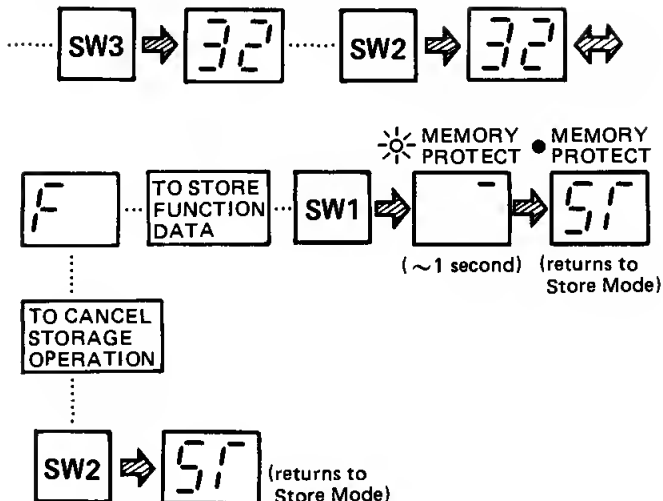 SW3 32 SW2 32
MEMORY PROTECT MEMORY PROTECT
F TO STORE FUNCTION DATA SW1 - ST
(~1 second) (returns to Store Mode)
TO CANCEL
STORAGE
OPERATION
SW2 ST (returns to Store Mode)